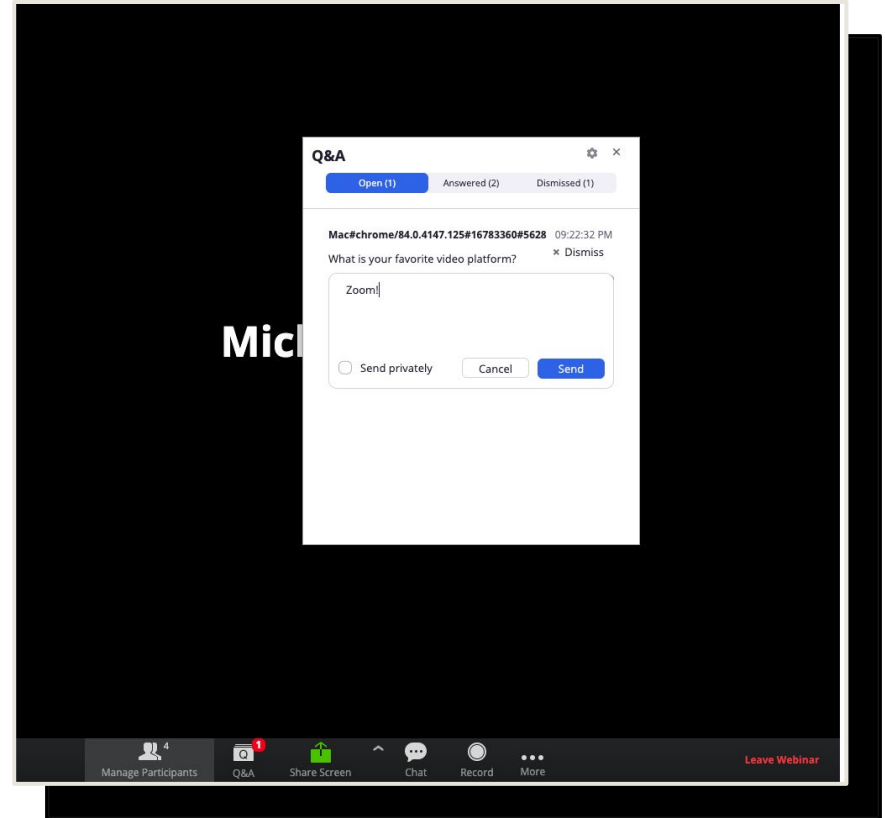 Q&A
Open (1) Answered (2) Dismissed (1)
Mac#chrome/84.0.4147.125#16783360#5628 09:22:32 PM
What is your favorite video platform? × Dismiss
Zoom!
Mic
Send privately Cancel Send
4
1
Manage Participants Q&A Share Screen Chat Record More Leave Webinar